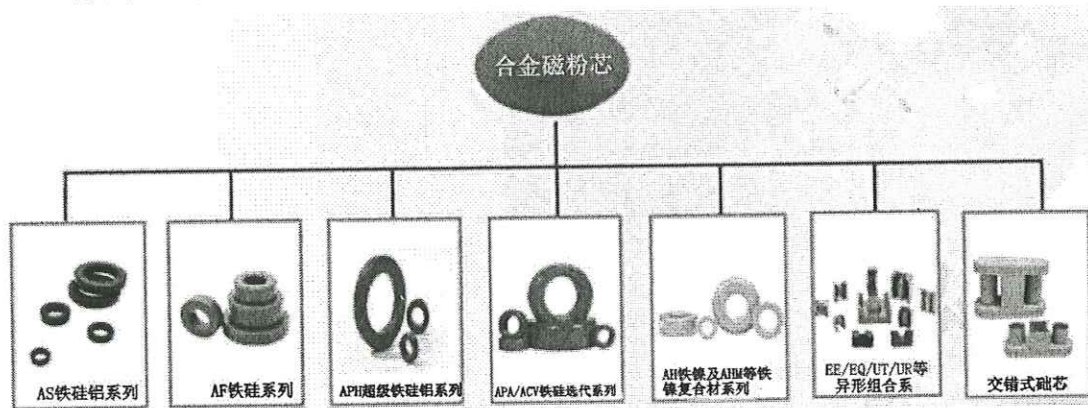 合金磁粉芯
AS铁硅铝系列
AF铁硅系列
APH超级铁硅铝系列
APA/ACV铁硅迭代系列
AH铁镍及AHM等铁
镍复合材系列
EE/EQ/UT/UR等
异形组合系
交错式础芯